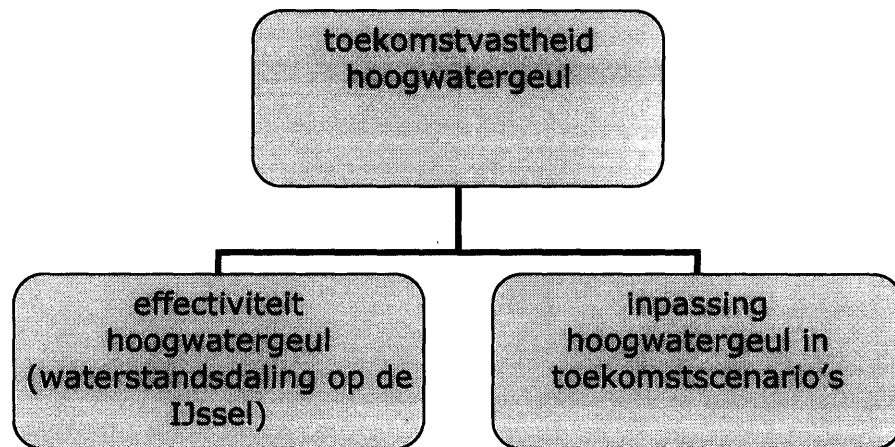 toekomstvastheid
hoogwatergeul
effectiviteit
hoogwatergeul
(waterstandsdaling op de
IJssel)
inpassing
hoogwatergeul in
toekomstscenario's